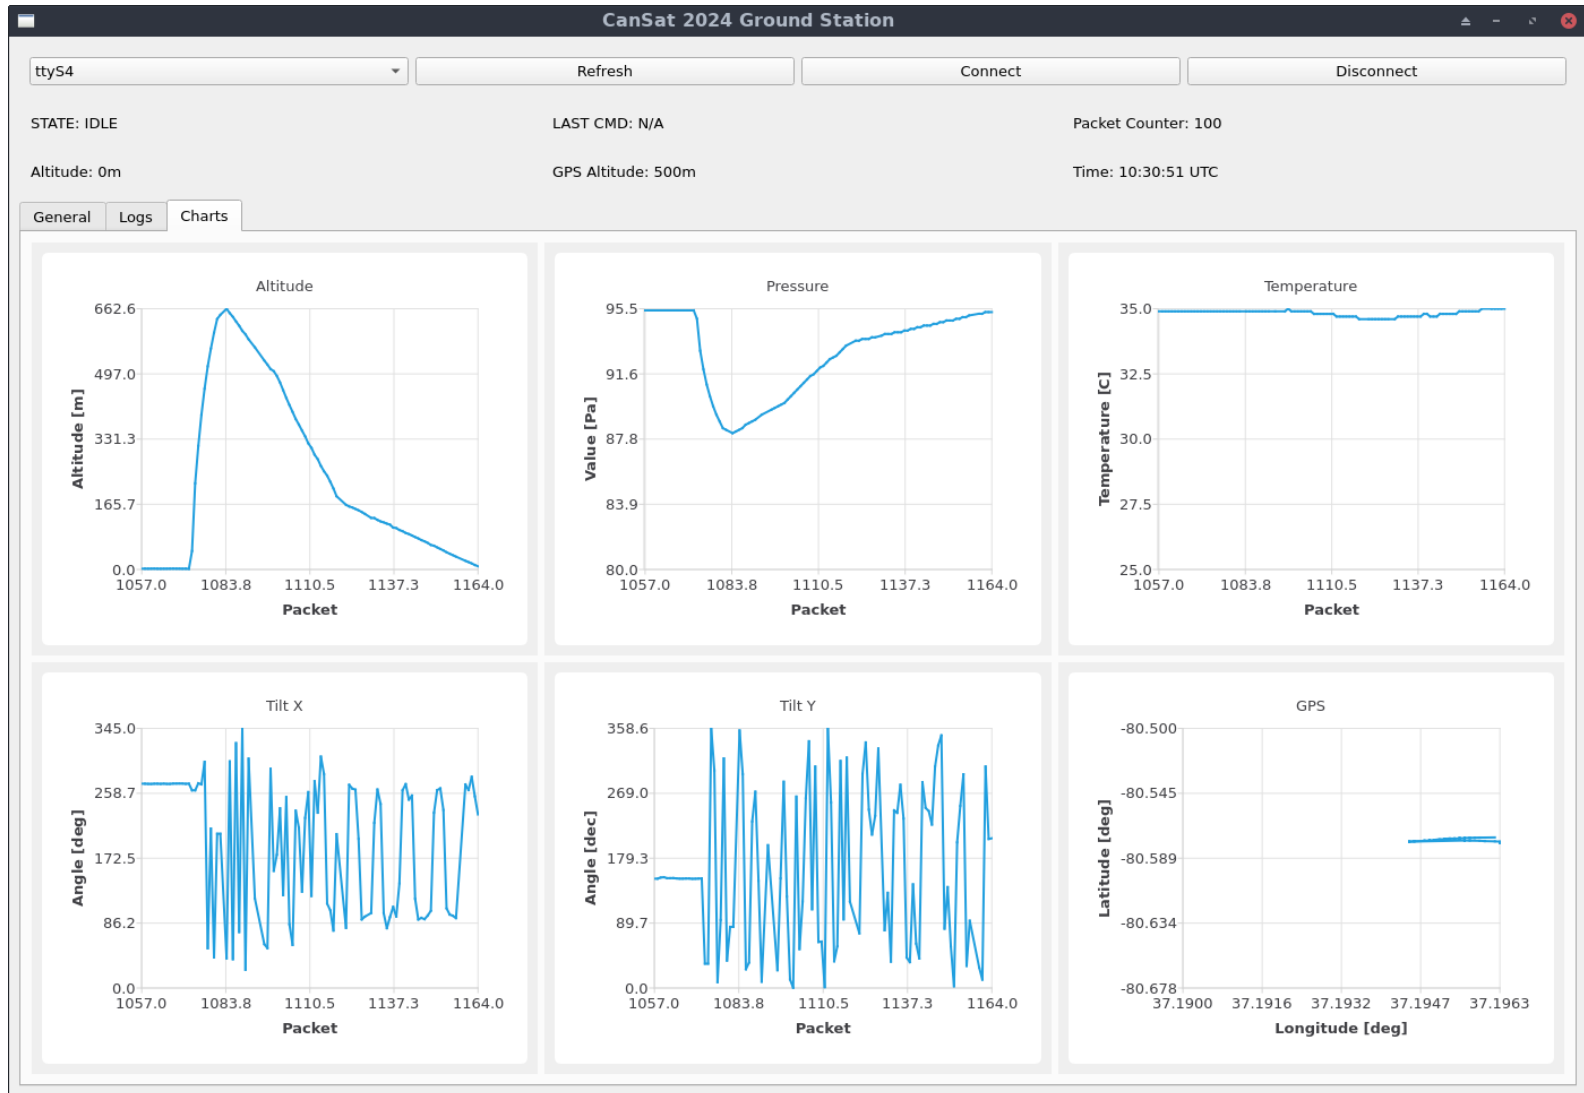 CanSat 2024 Ground Station
ttyS4
Refresh
Connect
Disconnect
STATE: IDLE
LAST CMD: N/A
Packet Counter: 100
Altitude: 0m
GPS Altitude: 500m
Time: 10:30:51 UTC
General
Logs
Charts
Altitude
662.6
497.0
331.3
165.7
0.0
Altitude [m]
1057.0 1083.8 1110.5 1137.3 1164.0
Packet
Pressure
95.5
91.6
87.8
83.9
80.0
Value [Pa]
1057.0 1083.8 1110.5 1137.3 1164.0
Packet
Temperature
35.0
32.5
30.0
27.5
25.0
Temperature [C]
1057.0 1083.8 1110.5 1137.3 1164.0
Packet
Tilt X
345.0
258.7
172.5
86.2
0.0
Angle [deg]
1057.0 1083.8 1110.5 1137.3 1164.0
Packet
Tilt Y
358.6
269.0
179.3
89.7
0.0
Angle [dec]
1057.0 1083.8 1110.5 1137.3 1164.0
Packet
GPS
-80.500
-80.545
-80.589
-80.634
-80.678
Latitude [deg]
37.1900 37.1916 37.1932 37.1947 37.1963
Longitude [deg]